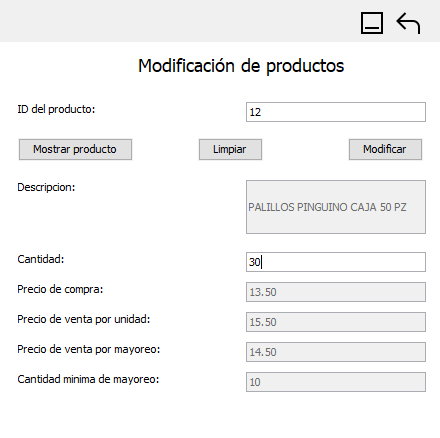 Modificación de productos
ID del producto: 12
Mostrar producto Limpiar Modificar
Descripcion: PALILLOS PINGUINO CAJA 50 PZ
Cantidad: 30
Precio de compra: 13.50
Precio de venta por unidad: 15.50
Precio de venta por mayoreo: 14.50
Cantidad minima de mayoreo: 10